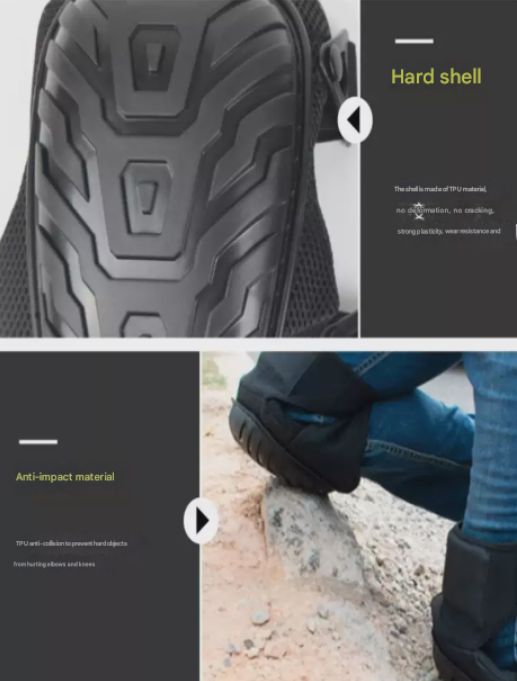 Hard shell
The shell is made of TPU material,
no deformation, no cracking,
strong plasticity, wear resistance and
Anti-impact material
TPU anti-collision to prevent hard objects
from hurting elbows and knees